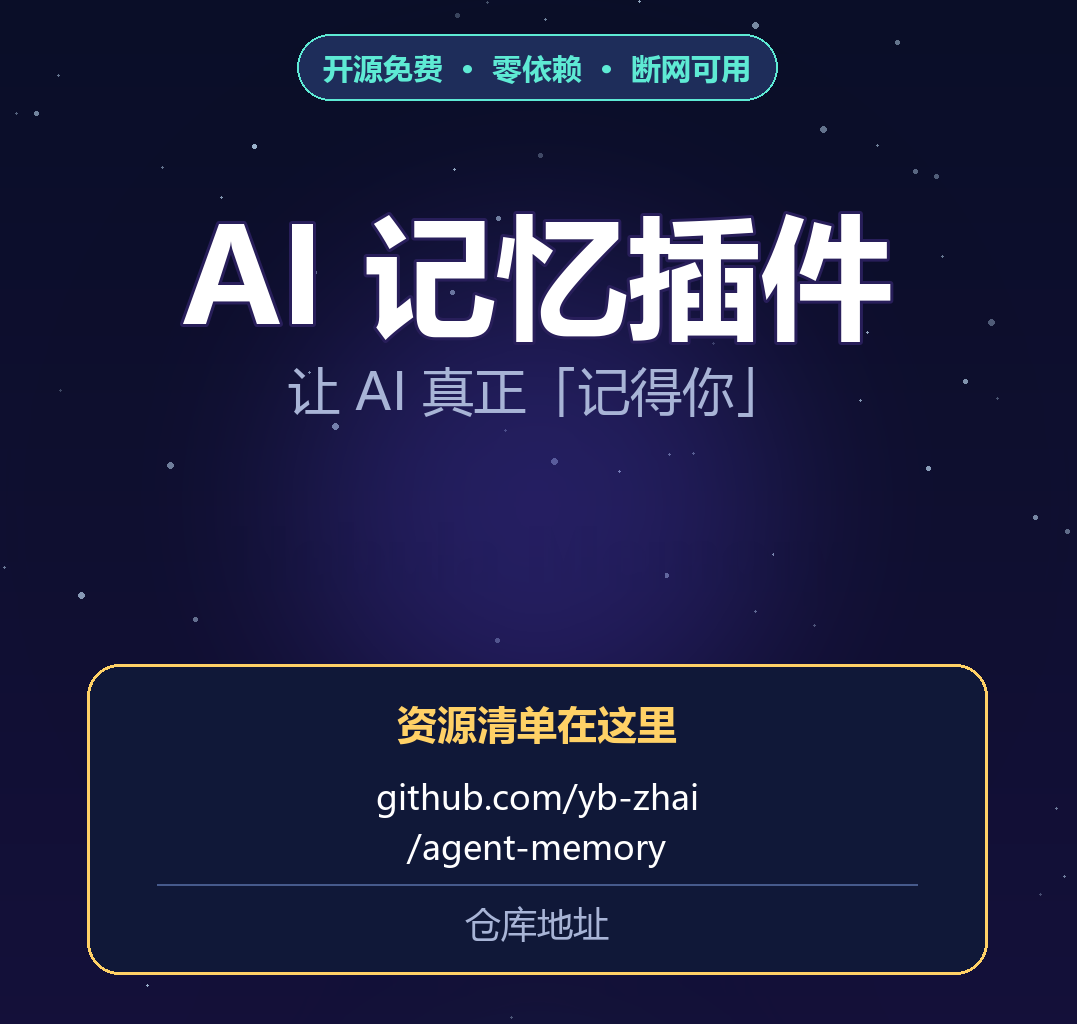 开源免费 • 零依赖 • 断网可用
AI 记忆插件
让 AI 真正「记得你」
资源清单在这里
github.com/yb-zhai
/agent-memory
仓库地址